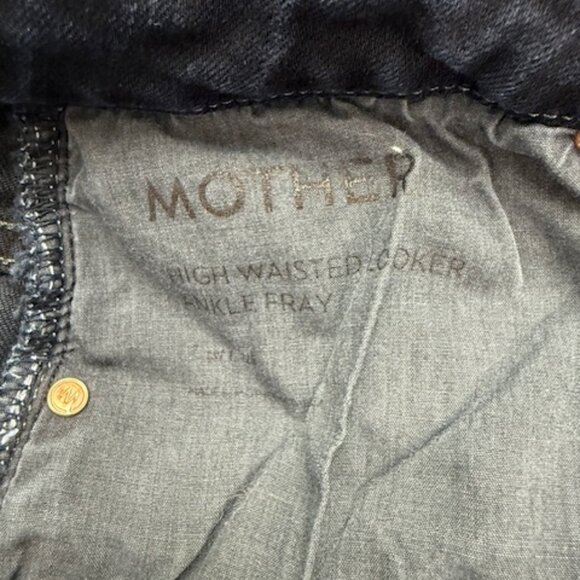 MOTHER
HIGH WAISTED LOOKER
ANKLE FRAY